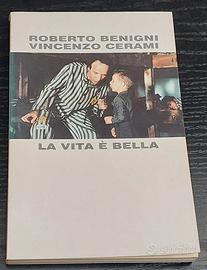 ROBERTO BENIGNI
VINCENZO CERAMI
LA VITA È BELLA